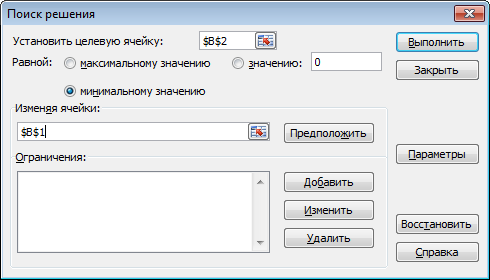 Поиск решения
Установить целевую ячейку: $B$2 Выполнить
Равной: максимальному значению значению: 0 Закрыть
минимальному значению
Изменяя ячейки:
$B$1 Предположить
Ограничения: Параметры
Добавить
Изменить
Удалить Восстановить
Справка